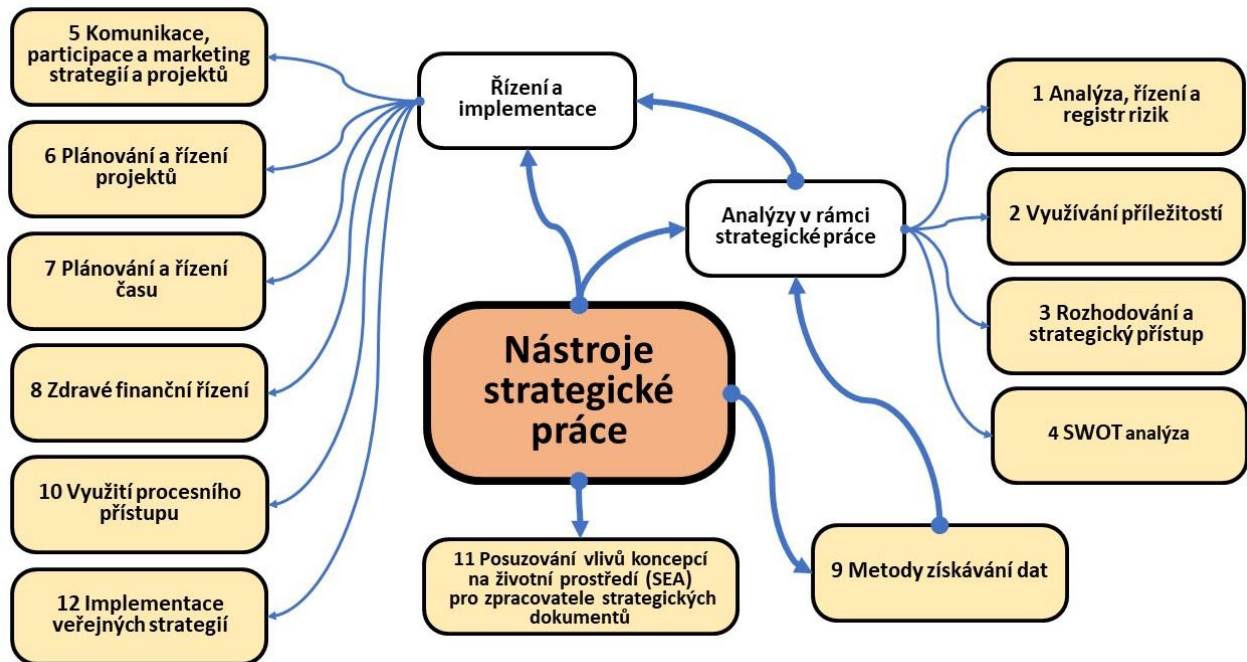 5 Komunikace,
participace a marketing
strategií a projektů
6 Plánování a řízení
projektů
7 Plánování a řízení
času
8 Zdravé finanční řízení
10 Využití procesního
přístupu
12 Implementace
veřejných strategií
Řízení a
implementace
Analýzy v rámci
strategické práce
Nástroje
strategické
práce
11 Posuzování vlivů koncepcí
na životní prostředí (SEA)
pro zpracovatele strategických
dokumentů
9 Metody získávání dat
1 Analýza, řízení a
registr rizik
2 Využívání příležitostí
3 Rozhodování a
strategický přístup
4 SWOT analýza